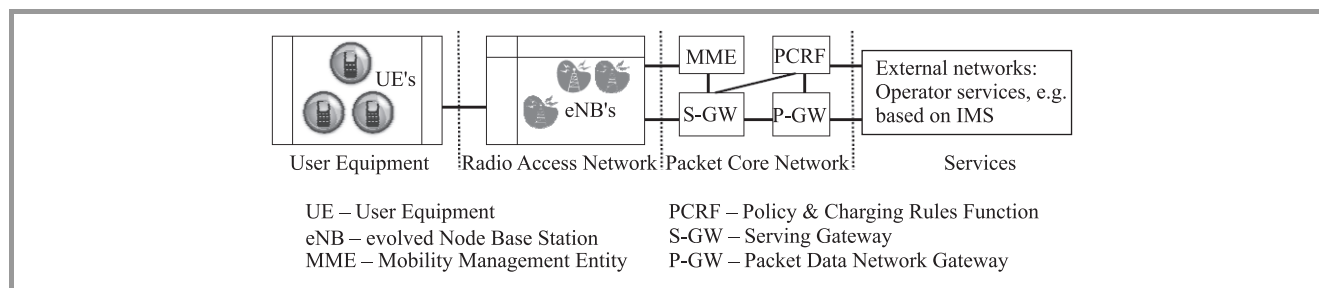 UE's
eNB's
MME
PCRF
S-GW
P-GW
External networks:
Operator services, e.g.
based on IMS
User Equipment
Radio Access Network
Packet Core Network
Services
UE – User Equipment
eNB – evolved Node Base Station
MME – Mobility Management Entity
PCRF – Policy & Charging Rules Function
S-GW – Serving Gateway
P-GW – Packet Data Network Gateway